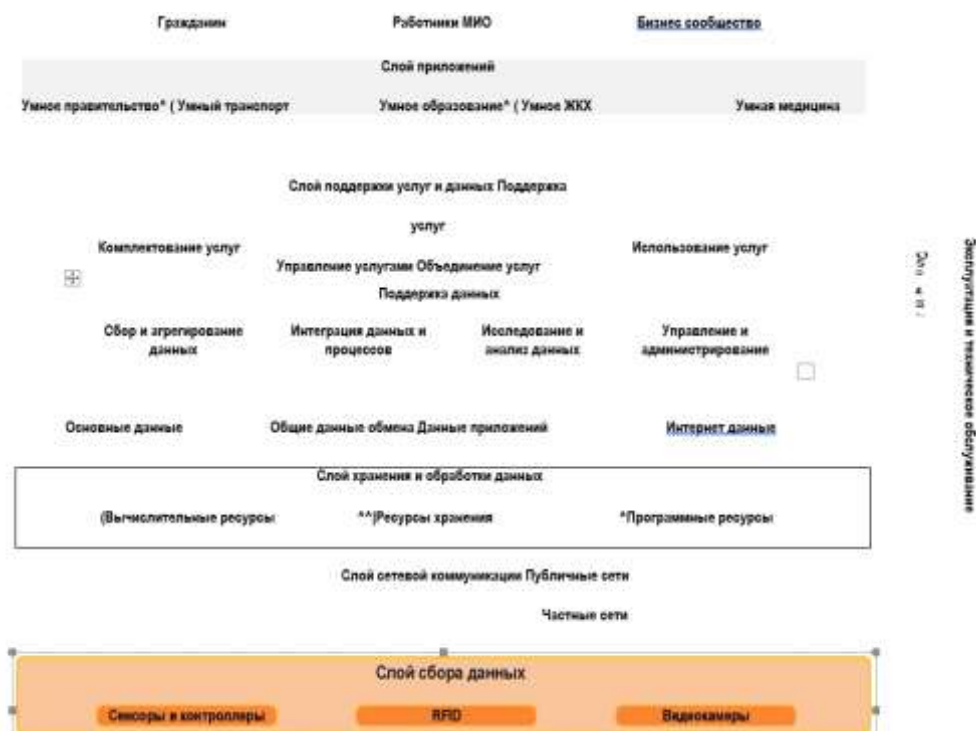 Гражданин Работники МИО Бизнес сообщество
Слой приложений
Умное правительство^ ( Умный транспорт Умное образование^ ( Умное ЖКХ Умная медицина
Слой поддержки услуг и данных Поддержка
услуг
Комплектование услуг Использование услуг
Управление услугами Объединение услуг
Поддержка данных
Сбор и агрегирование Интеграция данных и Исследование и Управление и
данных процессов анализ данных администрирование
Основные данные Общие данные обмена Данные приложений Интернет данные
Слой хранения и обработки данных
(Вычислительные ресурсы ^^)Ресурсы хранения ^Программные ресурсы
Слой сетевой коммуникации Публичные сети
Частные сети
Слой сбора данных
Сенсоры и контроллеры RFID Видеокамеры
Эксплуатация и техническое обслуживание